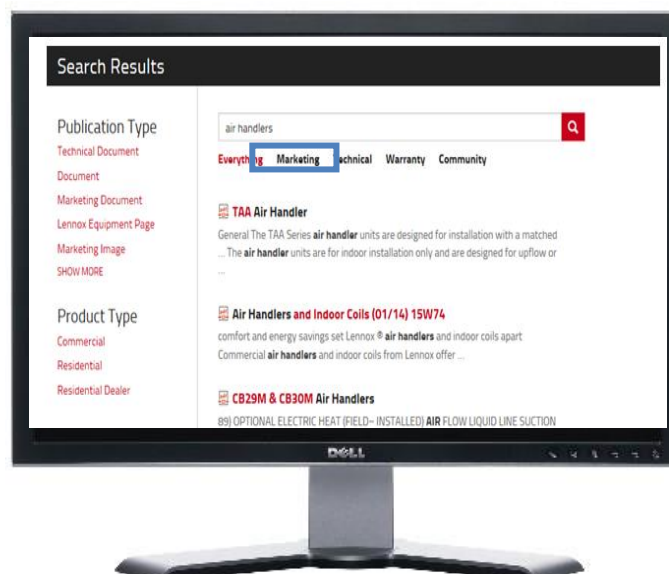 Search Results
Publication Type
Technical Document
Document
Marketing Document
Lennox Equipment Page
Marketing Image
SHOW MORE
Product Type
Commercial
Residential
Residential Dealer
air handlers
Everything Marketing Technical Warranty Community
TAA Air Handler
General The TAA Series air handler units are designed for installation with a matched
... The air handler units are for indoor installation only and are designed for upflow or
...
Air Handlers and Indoor Coils (01/14) 15W74
comfort and energy savings set Lennox ® air handlers and indoor coils apart
Commercial air handlers and indoor coils from Lennox offer ...
CB29M & CB30M Air Handlers
89) OPTIONAL ELECTRIC HEAT (FIELD- INSTALLED) AIR FLOW LIQUID LINE SUCTION
DELL